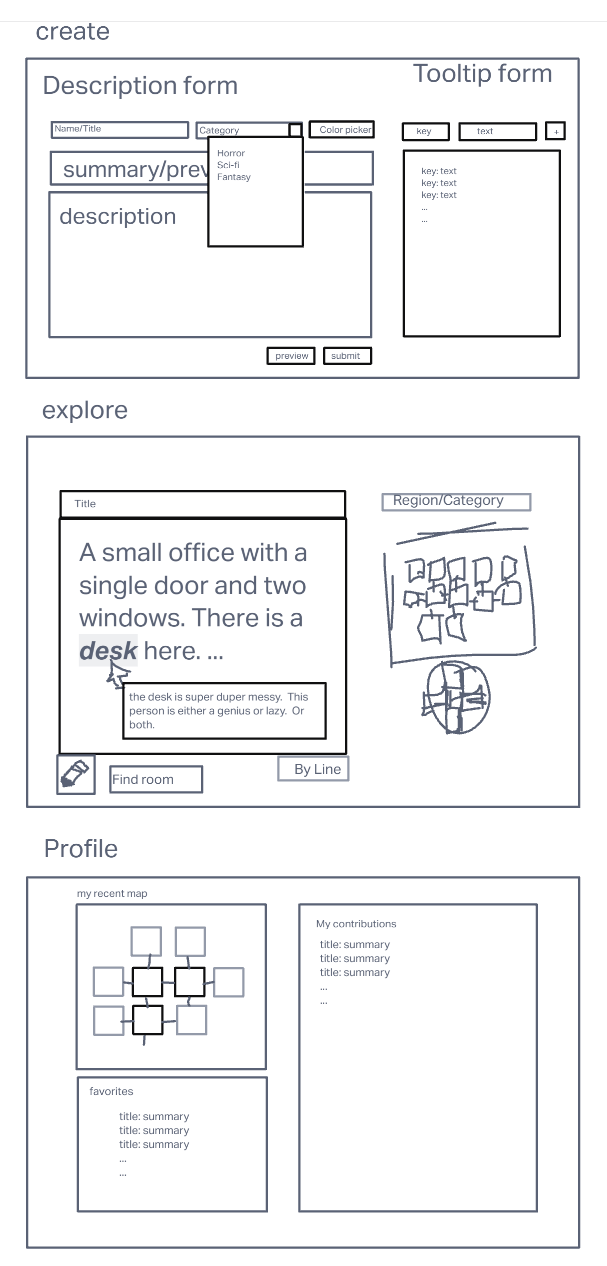 create
Description form
Tooltip form
Name/Title
Category
Color picker
key
text
+
Horror
Sci-fi
Fantasy
summary/prev
description
key: text
key: text
key: text
...
...
preview
submit
explore
Title
A small office with a
single door and two
windows. There is a
desk here. ...
the desk is super duper messy. This
person is either a genius or lazy. Or
both.
Find room
By Line
Region/Category
Profile
my recent map
My contributions
title: summary
title: summary
title: summary
...
...
favorites
title: summary
title: summary
title: summary
...
...